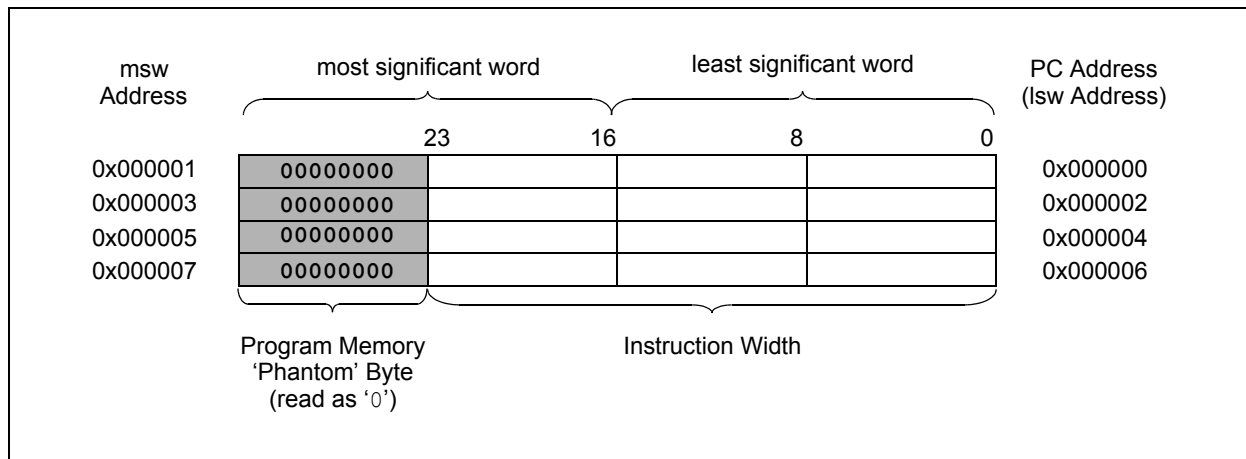 msw
Address
most significant word
least significant word
PC Address
(lsw Address)
23
16
8
0
0x000001
00000000
0x000000
0x000003
00000000
0x000002
0x000005
00000000
0x000004
0x000007
00000000
0x000006
Program Memory
‘Phantom’ Byte
(read as ‘0’)
Instruction Width